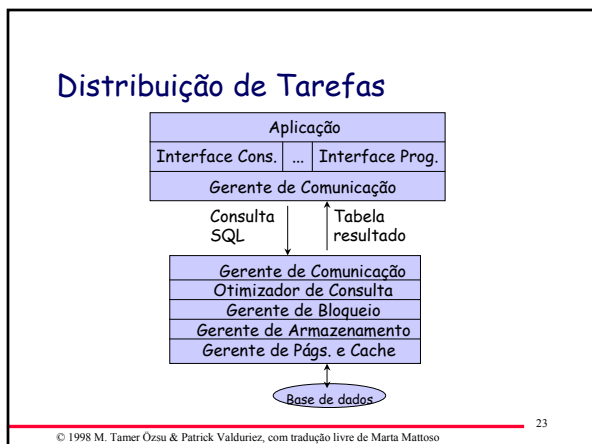 Distribuição de Tarefas
Aplicação
Interface Cons. ... Interface Prog.
Gerente de Comunicação
Consulta SQL
Tabela resultado
Gerente de Comunicação
Otimizador de Consulta
Gerente de Bloqueio
Gerente de Armazenamento
Gerente de Págs. e Cache
Base de dados
23
© 1998 M. Tamer Özsu & Patrick Valduriez, com tradução livre de Marta Mattoso